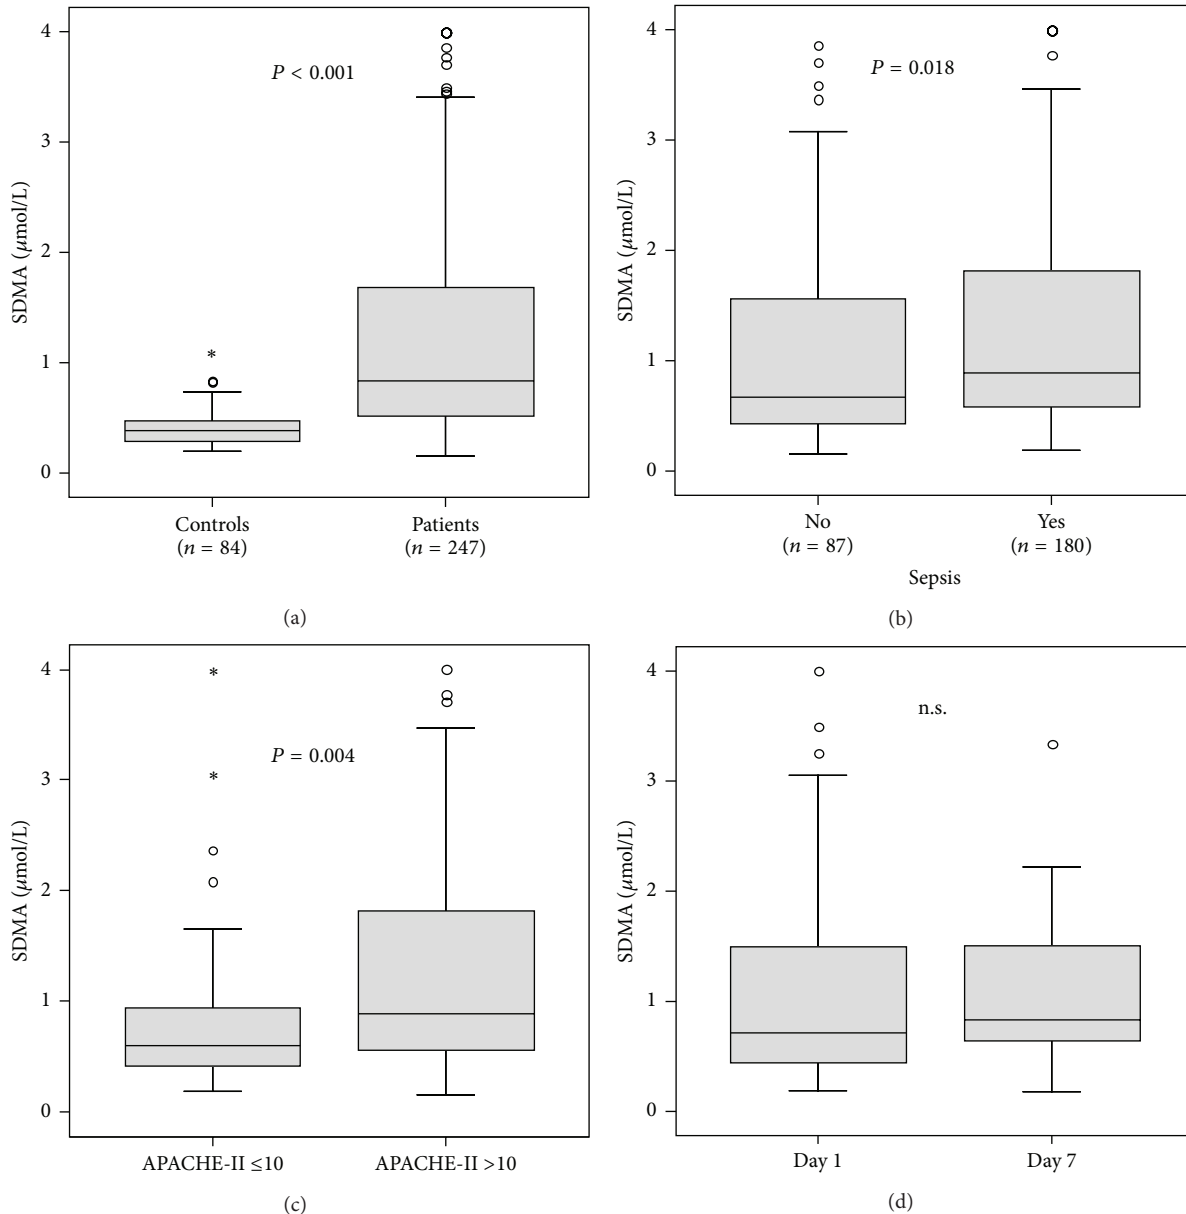 4
3
2
1
0
SDMA (μmol/L)
P < 0.001
*
Controls
(n = 84)
Patients
(n = 247)
(a)
4
3
2
1
0
SDMA (μmol/L)
P = 0.018
No
(n = 87)
Yes
(n = 180)
Sepsis
(b)
4
3
2
1
0
SDMA (μmol/L)
P = 0.004
*
*
APACHE-II ≤10
APACHE-II >10
(c)
4
3
2
1
0
SDMA (μmol/L)
n.s.
Day 1
Day 7
(d)